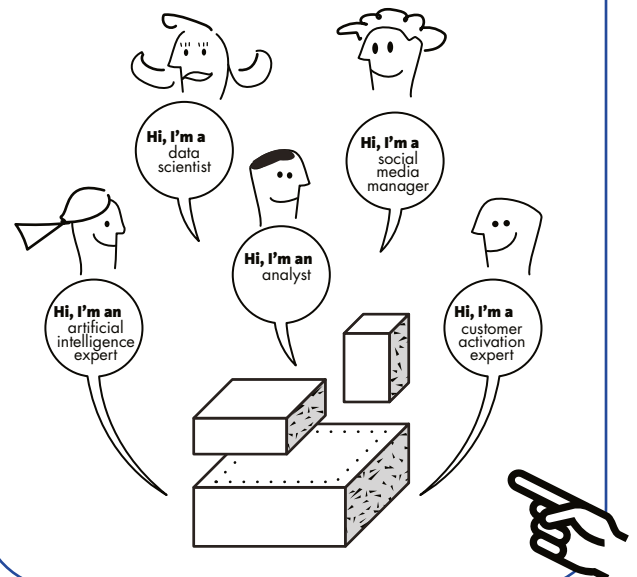 Hi, I'm a
data
scientist
Hi, I'm a
social
media
manager
Hi, I'm an
analyst
Hi, I'm an
artificial
intelligence
expert
Hi, I'm a
customer
activation
expert